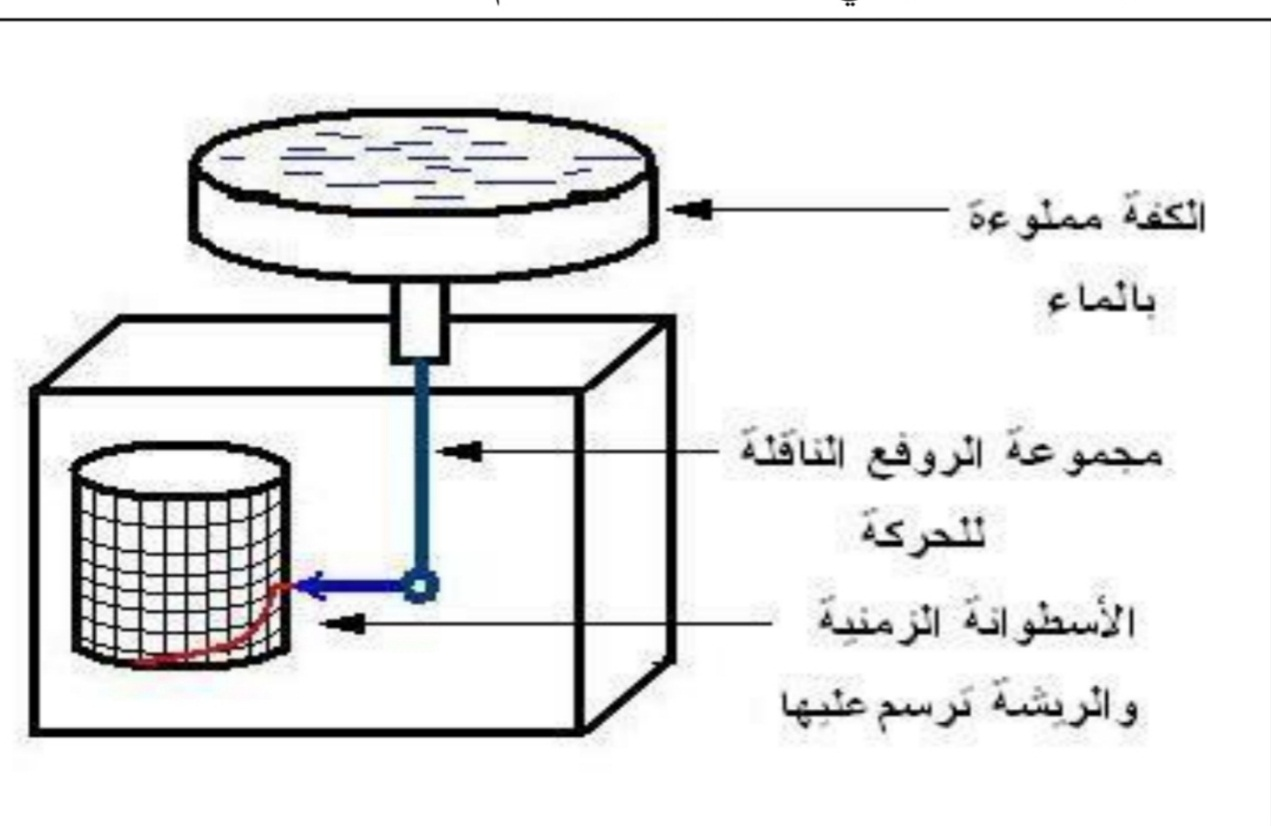 الكفة مملوءة
بالماء
مجموعة الروفع الناقلة
للحركة
الأسطوانة الزمنية
والريشة ترسم عليها